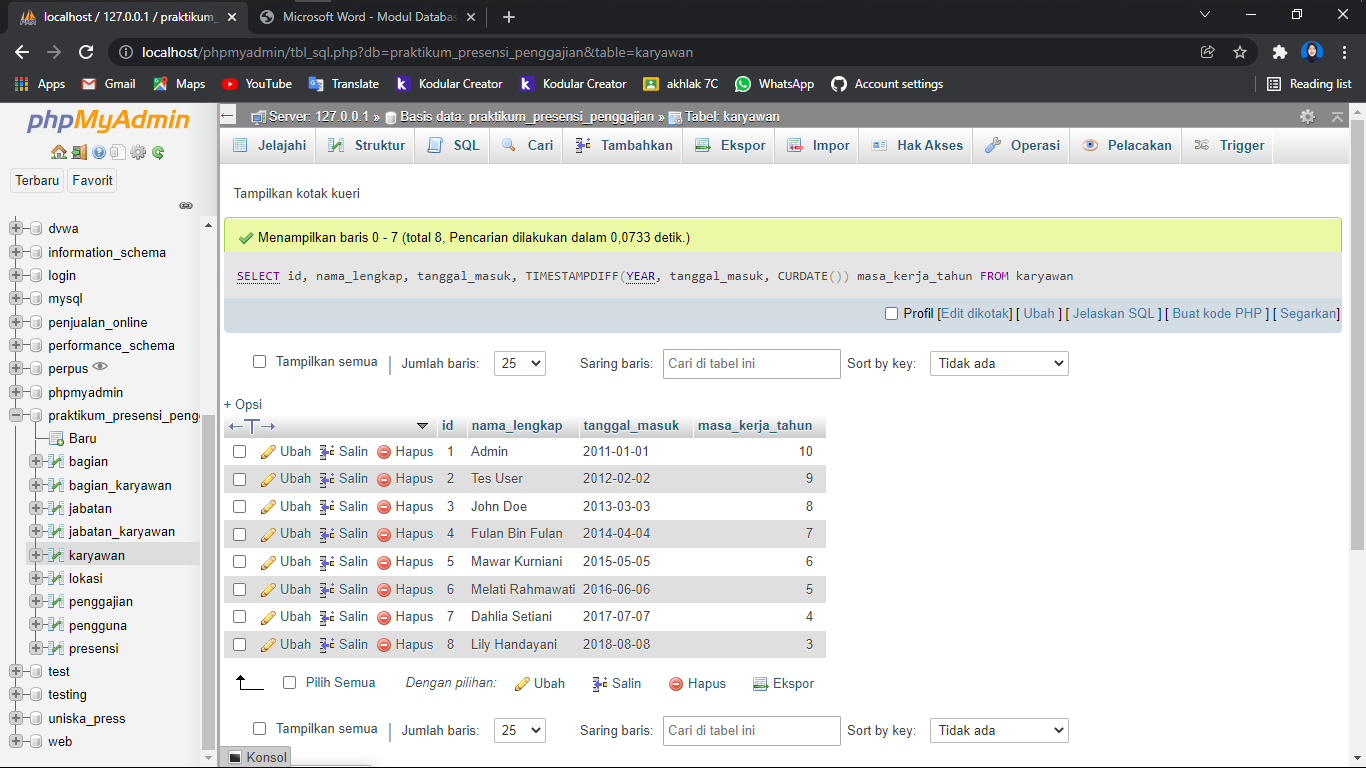 localhost / 127.0.0.1 / praktikum_
Microsoft Word - Modul Databas
localhost/phpmyadmin/tbl_sql.php?db=praktikum_presensi_penggajian&table=karyawan
Apps Gmail Maps YouTube Translate Kodular Creator Kodular Creator akhlak 7C WhatsApp Account settings Reading list
phpMyAdmin
Terbaru Favorit
dvwa
information_schema
login
mysql
penjualan_online
performance_schema
perpus
phpmyadmin
praktikum_presensi_peng
Baru
bagian
bagian_karyawan
jabatan
jabatan_karyawan
karyawan
lokasi
penggajian
pengguna
presensi
test
testing
uniska_press
web
Server: 127.0.0.1 » Basis data: praktikum_presensi_penggajian » Tabel: karyawan
Jelajahi Struktur SQL Cari Tambahkan Ekspor Impor Hak Akses Operasi Pelacakan Trigger
Tampilkan kotak kueri
Menampilkan baris 0 - 7 (total 8, Pencarian dilakukan dalam 0,0733 detik.)
SELECT id, nama_lengkap, tanggal_masuk, TIMESTAMPDIFF(YEAR, tanggal_masuk, CURDATE()) masa_kerja_tahun FROM karyawan
Profil [Edit dikotak] [ Ubah ] [ Jelaskan SQL ] [ Buat kode PHP ] [ Segarkan]
Tampilkan semua | Jumlah baris: 25 Saring baris: Cari di tabel ini Sort by key: Tidak ada
+ Opsi
←T→ id nama_lengkap tanggal_masuk masa_kerja_tahun
Ubah Salin Hapus 1 Admin 2011-01-01 10
Ubah Salin Hapus 2 Tes User 2012-02-02 9
Ubah Salin Hapus 3 John Doe 2013-03-03 8
Ubah Salin Hapus 4 Fulan Bin Fulan 2014-04-04 7
Ubah Salin Hapus 5 Mawar Kurniani 2015-05-05 6
Ubah Salin Hapus 6 Melati Rahmawati 2016-06-06 5
Ubah Salin Hapus 7 Dahlia Setiani 2017-07-07 4
Ubah Salin Hapus 8 Lily Handayani 2018-08-08 3
Pilih Semua Dengan pilihan: Ubah Salin Hapus Ekspor
Tampilkan semua | Jumlah baris: 25 Saring baris: Cari di tabel ini Sort by key: Tidak ada
Konsol